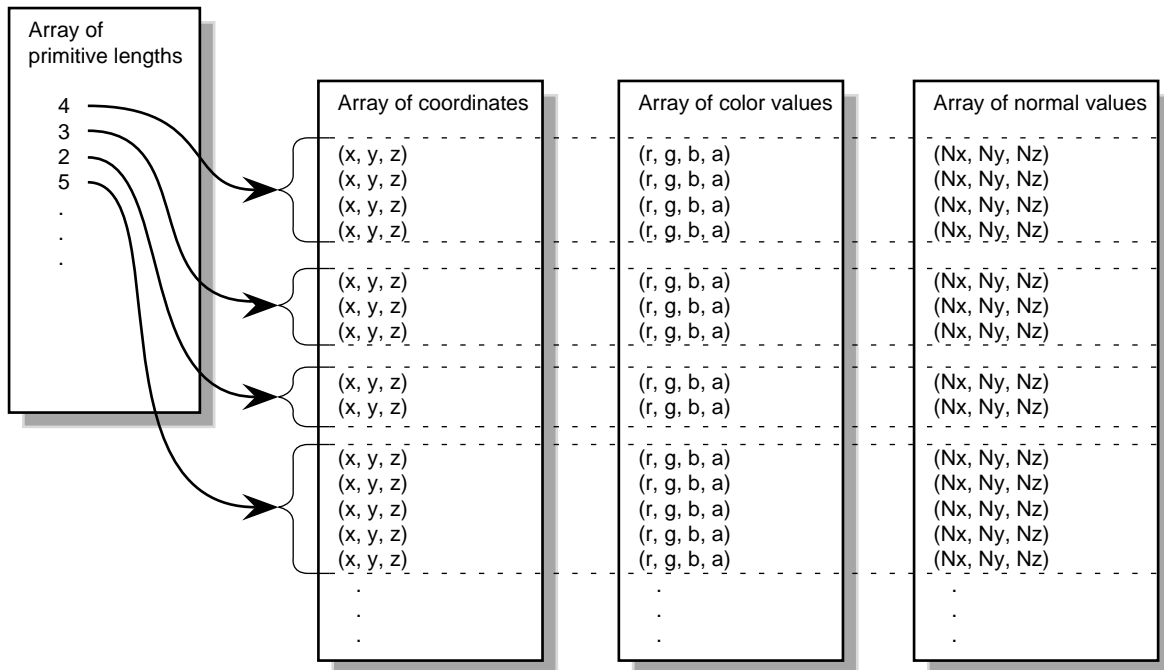 Array of
primitive lengths
4
3
2
5
.
.
.
Array of coordinates
(x, y, z)
(x, y, z)
(x, y, z)
(x, y, z)
(x, y, z)
(x, y, z)
(x, y, z)
(x, y, z)
(x, y, z)
(x, y, z)
(x, y, z)
(x, y, z)
(x, y, z)
(x, y, z)
.
.
.
Array of color values
(r, g, b, a)
(r, g, b, a)
(r, g, b, a)
(r, g, b, a)
(r, g, b, a)
(r, g, b, a)
(r, g, b, a)
(r, g, b, a)
(r, g, b, a)
(r, g, b, a)
(r, g, b, a)
(r, g, b, a)
(r, g, b, a)
(r, g, b, a)
.
.
.
Array of normal values
(Nx, Ny, Nz)
(Nx, Ny, Nz)
(Nx, Ny, Nz)
(Nx, Ny, Nz)
(Nx, Ny, Nz)
(Nx, Ny, Nz)
(Nx, Ny, Nz)
(Nx, Ny, Nz)
(Nx, Ny, Nz)
(Nx, Ny, Nz)
(Nx, Ny, Nz)
(Nx, Ny, Nz)
(Nx, Ny, Nz)
(Nx, Ny, Nz)
.
.
.